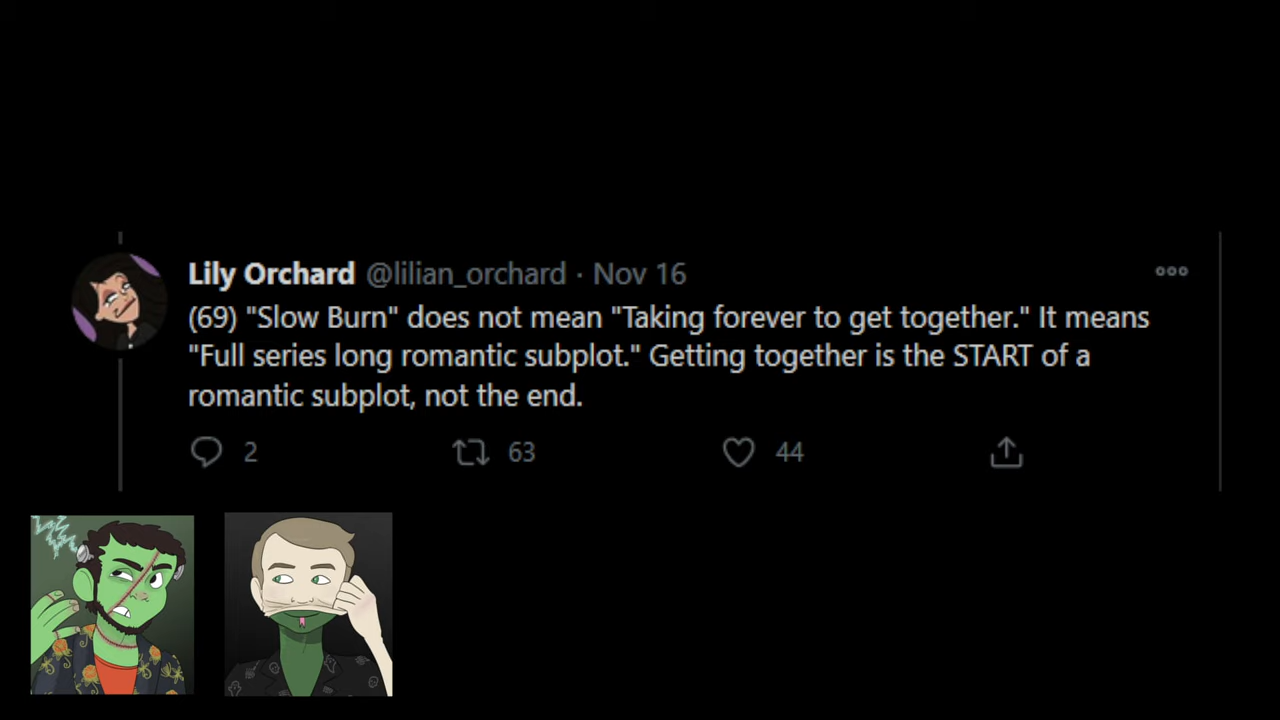 Lily Orchard @lilian_orchard · Nov 16
(69) "Slow Burn" does not mean "Taking forever to get together." It means
"Full series long romantic subplot." Getting together is the START of a
romantic subplot, not the end.
2 63 44